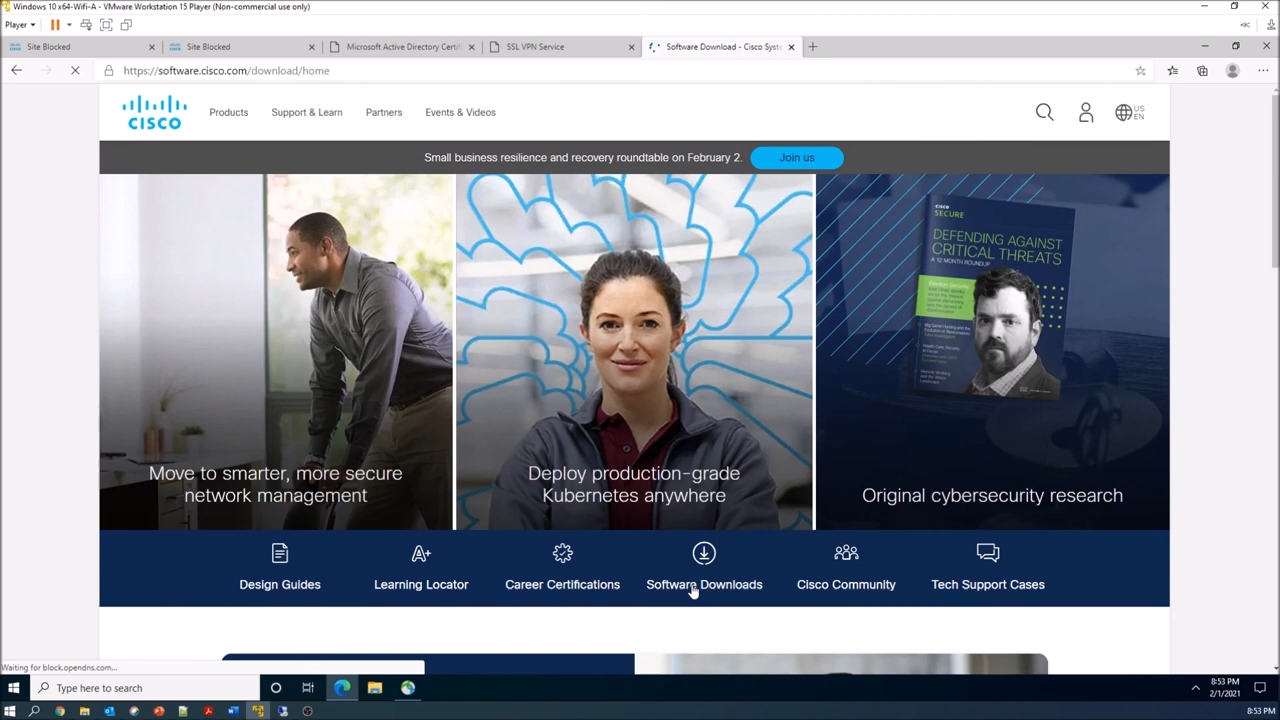 Windows 10 x64-Wifi-A - VMware Workstation 15 Player (Non-commercial use only)
Player
Site Blocked
Site Blocked
Microsoft Active Directory Certifi
SSL VPN Service
Software Download - Cisco Syste
https://software.cisco.com/download/home
CISCO
Products
Support & Learn
Partners
Events & Videos
US
EN
Small business resilience and recovery roundtable on February 2.
Join us
Move to smarter, more secure
network management
Deploy production-grade
Kubernetes anywhere
CISCO
SECURE
DEFENDING AGAINST
CRITICAL THREATS
A 12 MONTH ROUNDUP
Original cybersecurity research
Design Guides
A+
Learning Locator
Career Certifications
Software Downloads
Cisco Community
Tech Support Cases
Waiting for block.opendns.com...
Type here to search
8:53 PM
2/1/2021
8:53 PM